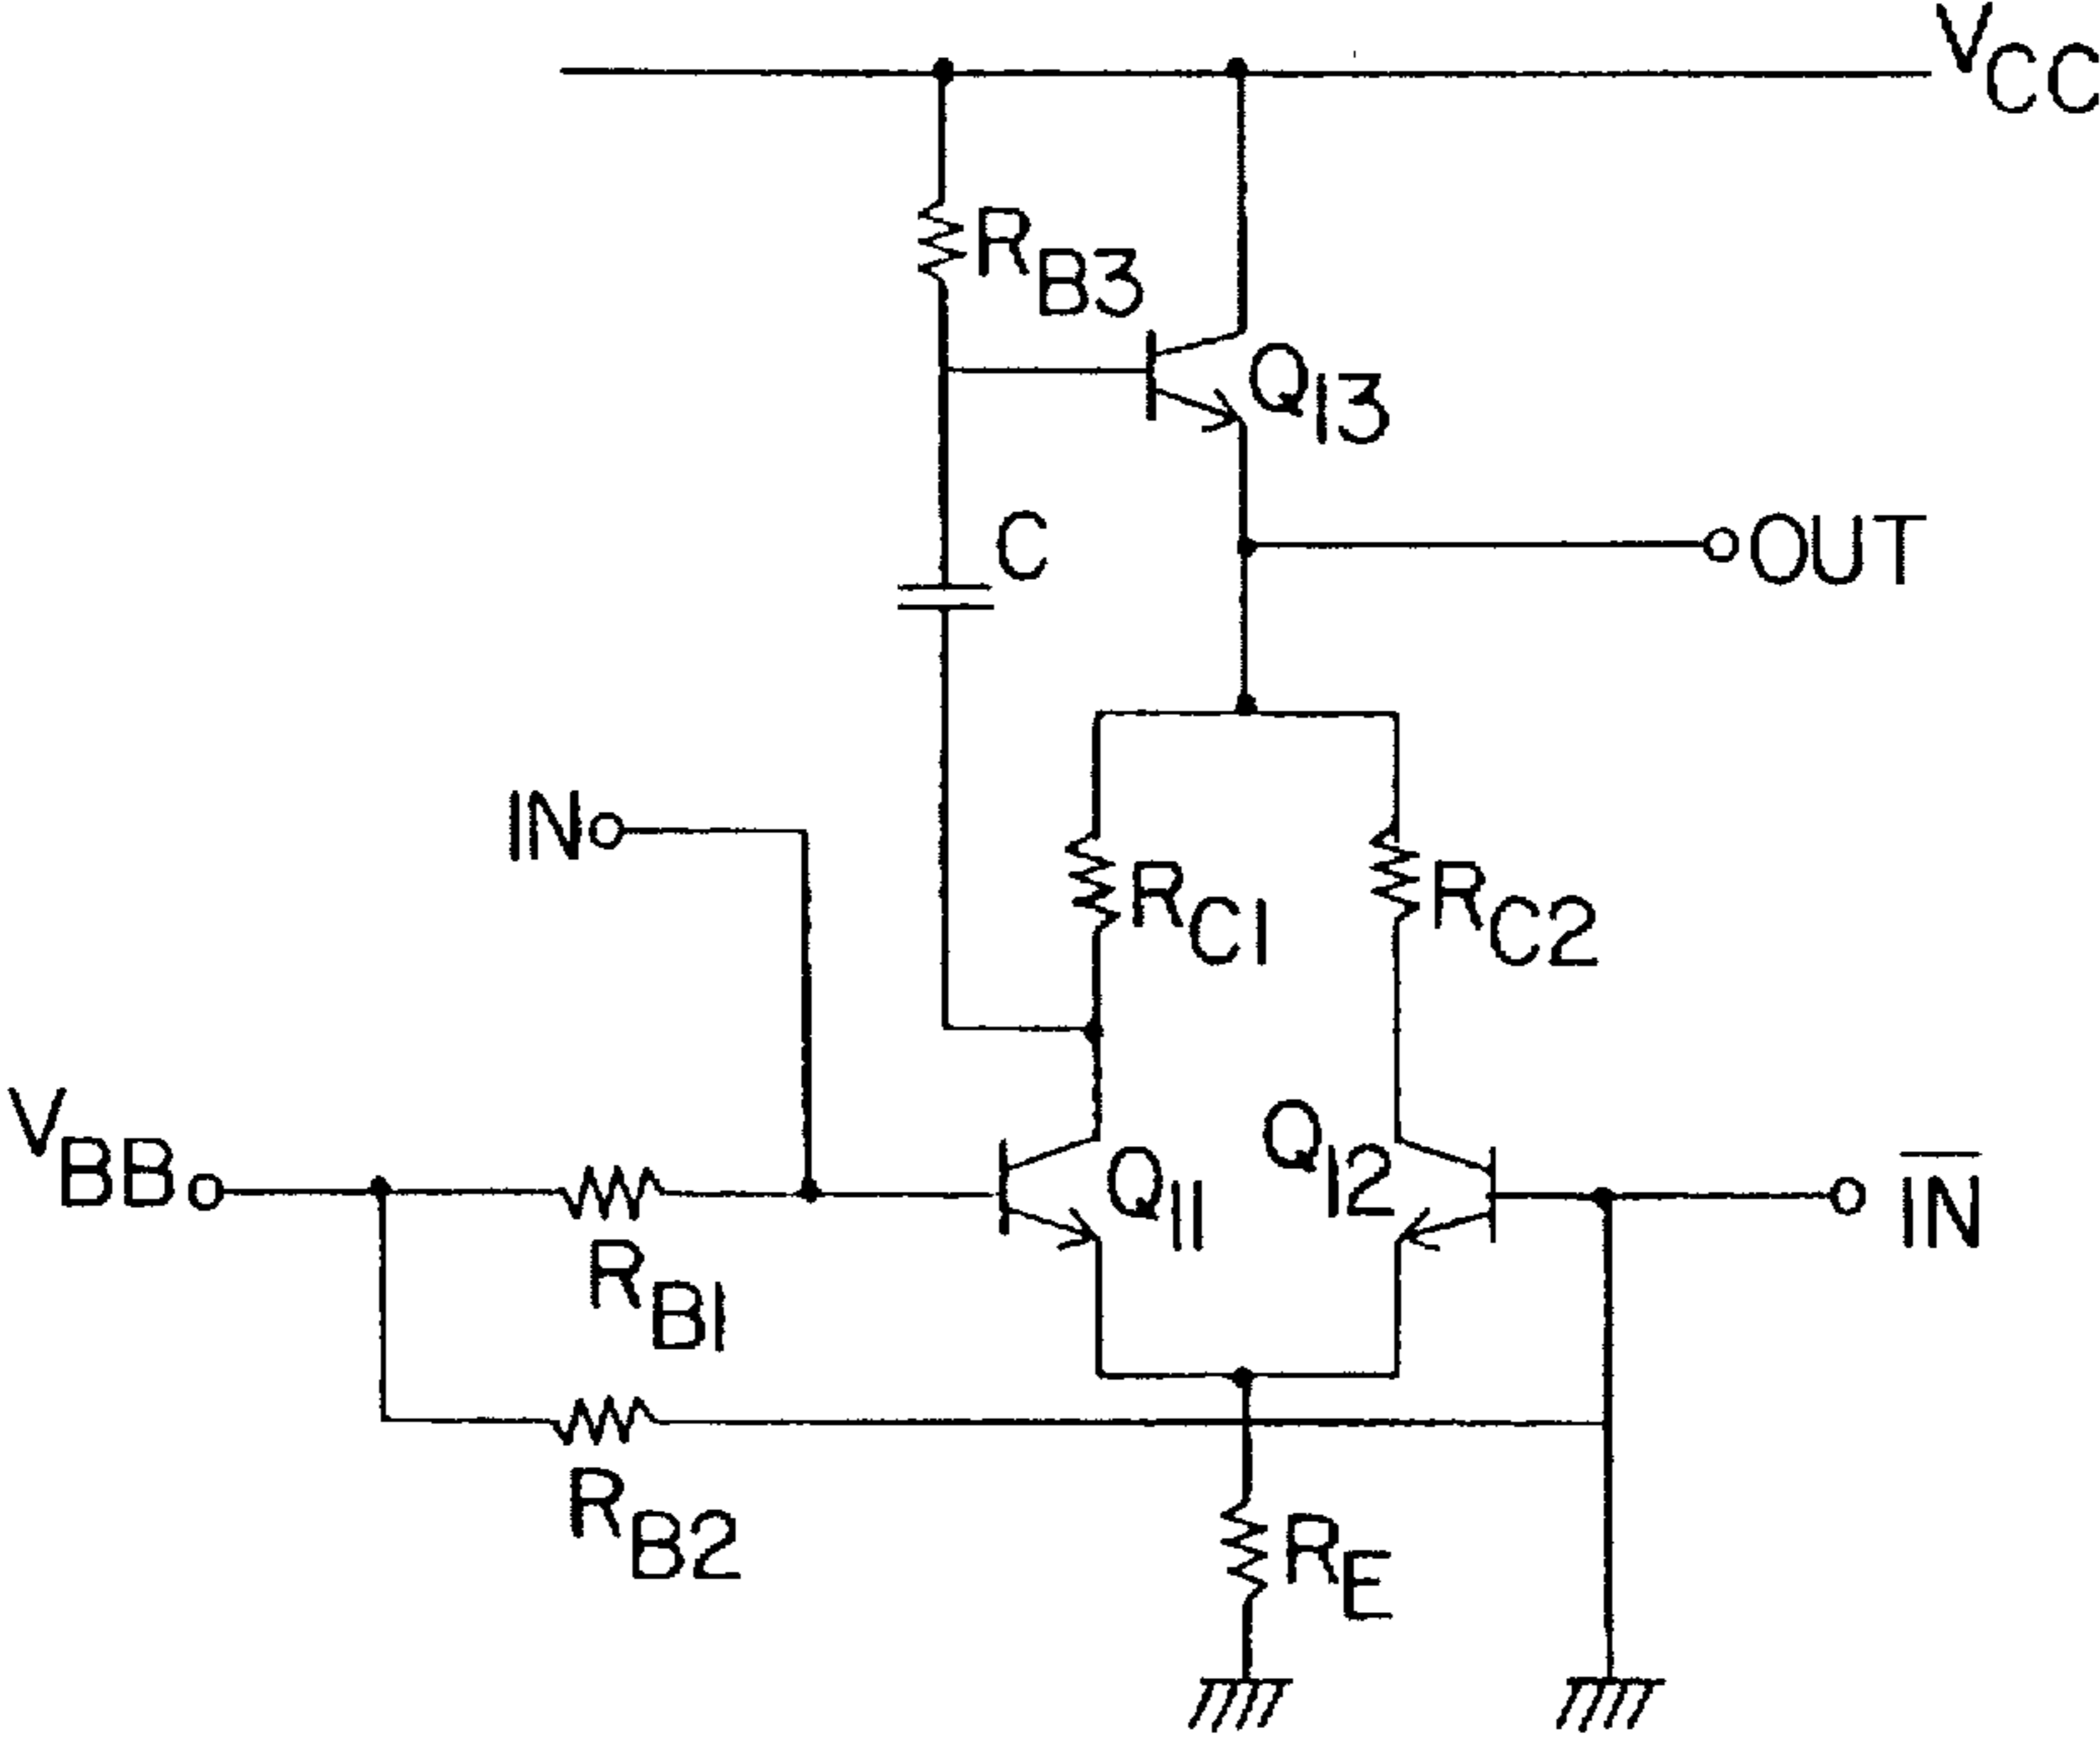 VCC
RB3
Q13
C
OUT
IN
RC1
RC2
VBB
Q11
Q12
IN
RB1
RB2
RE